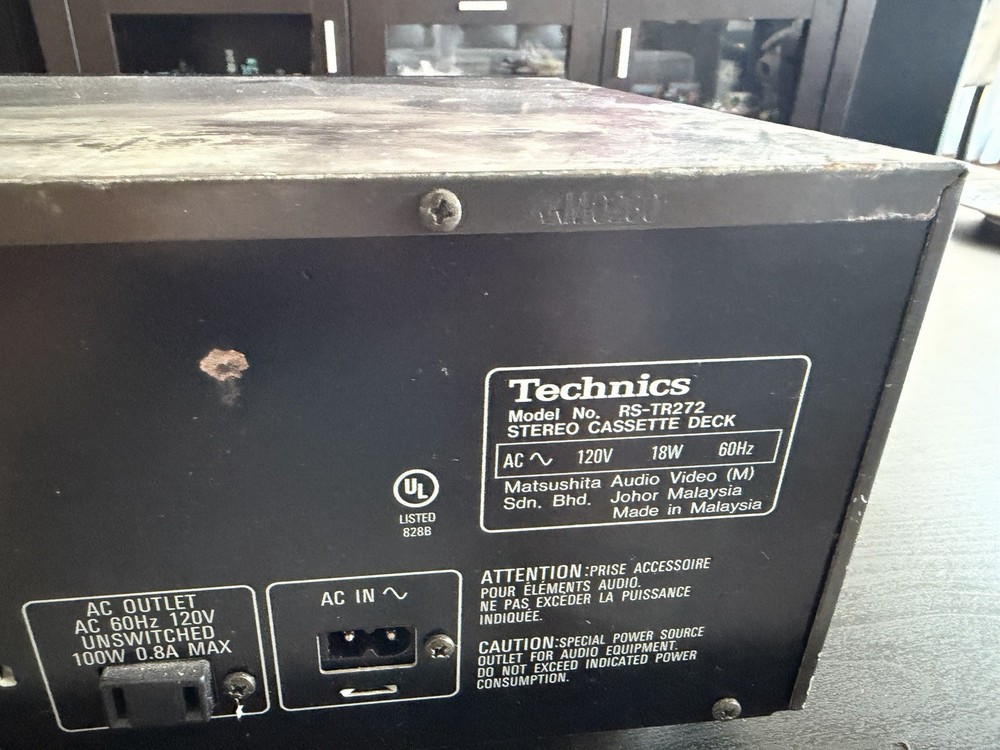 Technics
Model No. RS-TR272
STEREO CASSETTE DECK
AC ∿ 120V 18W 60Hz
Matsushita Audio Video (M)
Sdn. Bhd. Johor Malaysia
Made in Malaysia
UL
LISTED
828B
AC OUTLET
AC 60Hz 120V
UNSWITCHED
100W 0.8A MAX
AC IN ∿
ATTENTION:PRISE ACCESSOIRE
POUR ÉLÉMENTS AUDIO.
NE PAS EXCÉDER LA PUISSANCE
INDIQUÉE.
CAUTION:SPECIAL POWER SOURCE
OUTLET FOR AUDIO EQUIPMENT.
DO NOT EXCEED INDICATED POWER
CONSUMPTION.